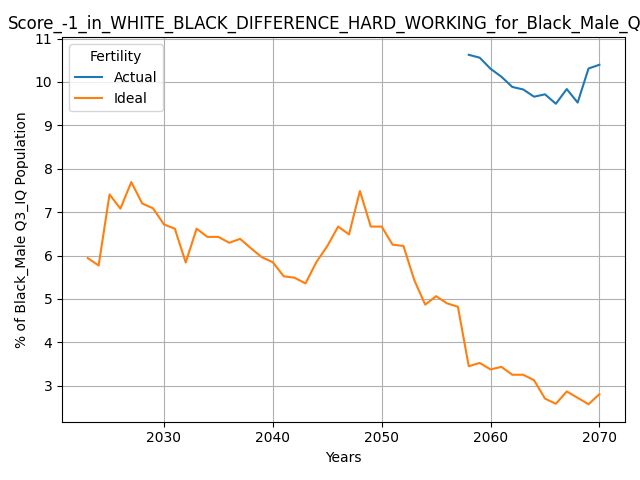 Score_-1_in_WHITE_BLACK_DIFFERENCE_HARD_WORKING_for_Black_Male_Q
Fertility
Actual
Ideal
11
10
9
8
7
6
5
4
3
% of Black_Male Q3_IQ Population
2030 2040 2050 2060 2070
Years